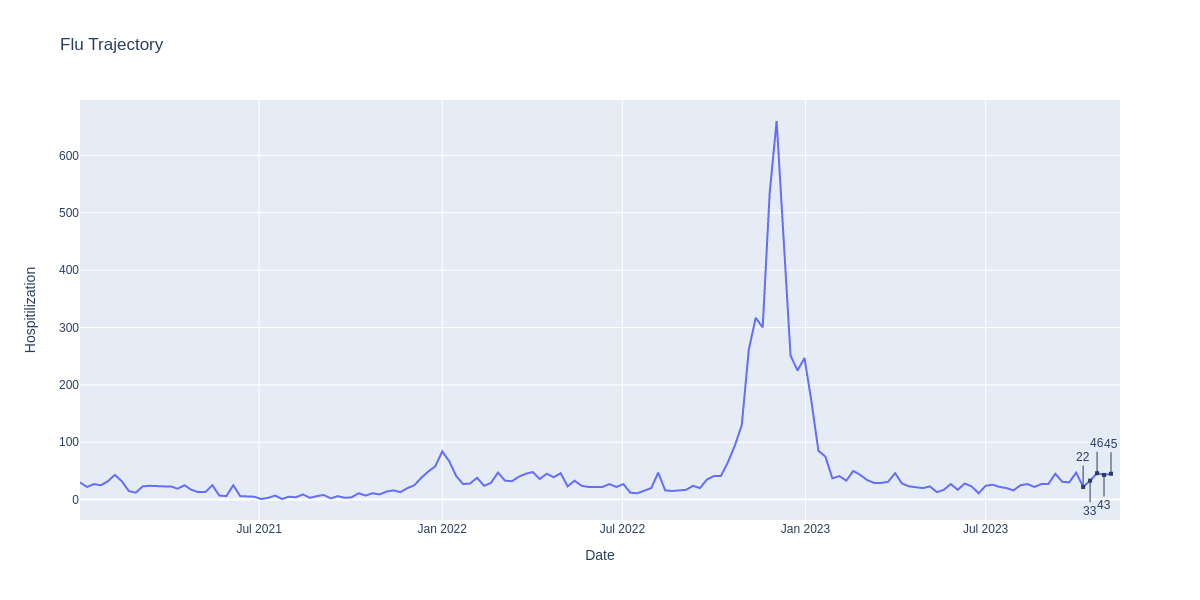 Flu Trajectory
Hospitilization
600
500
400
300
200
100
0
22
33
46
43
45
Jul 2021
Jan 2022
Jul 2022
Jan 2023
Jul 2023
Date